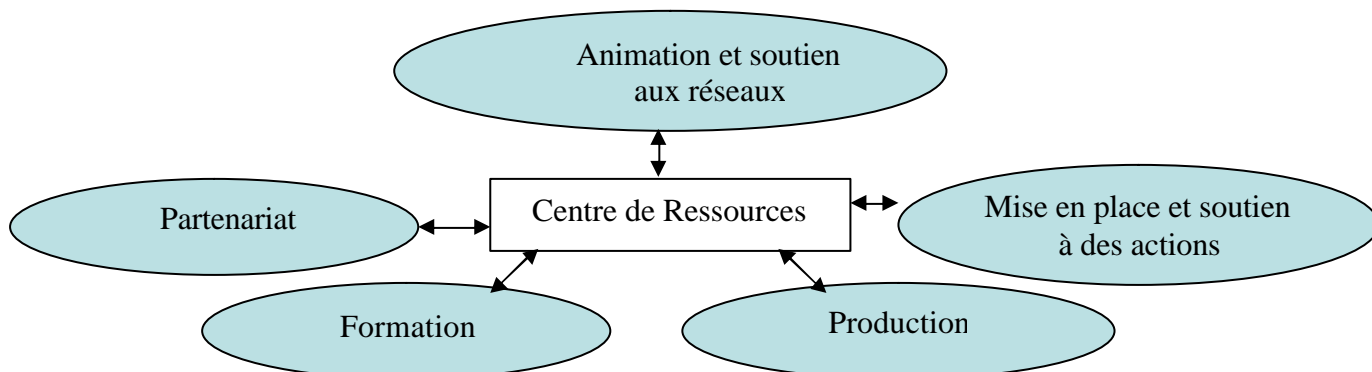 Animation et soutien
aux réseaux
Partenariat
Centre de Ressources
Mise en place et soutien
à des actions
Formation
Production